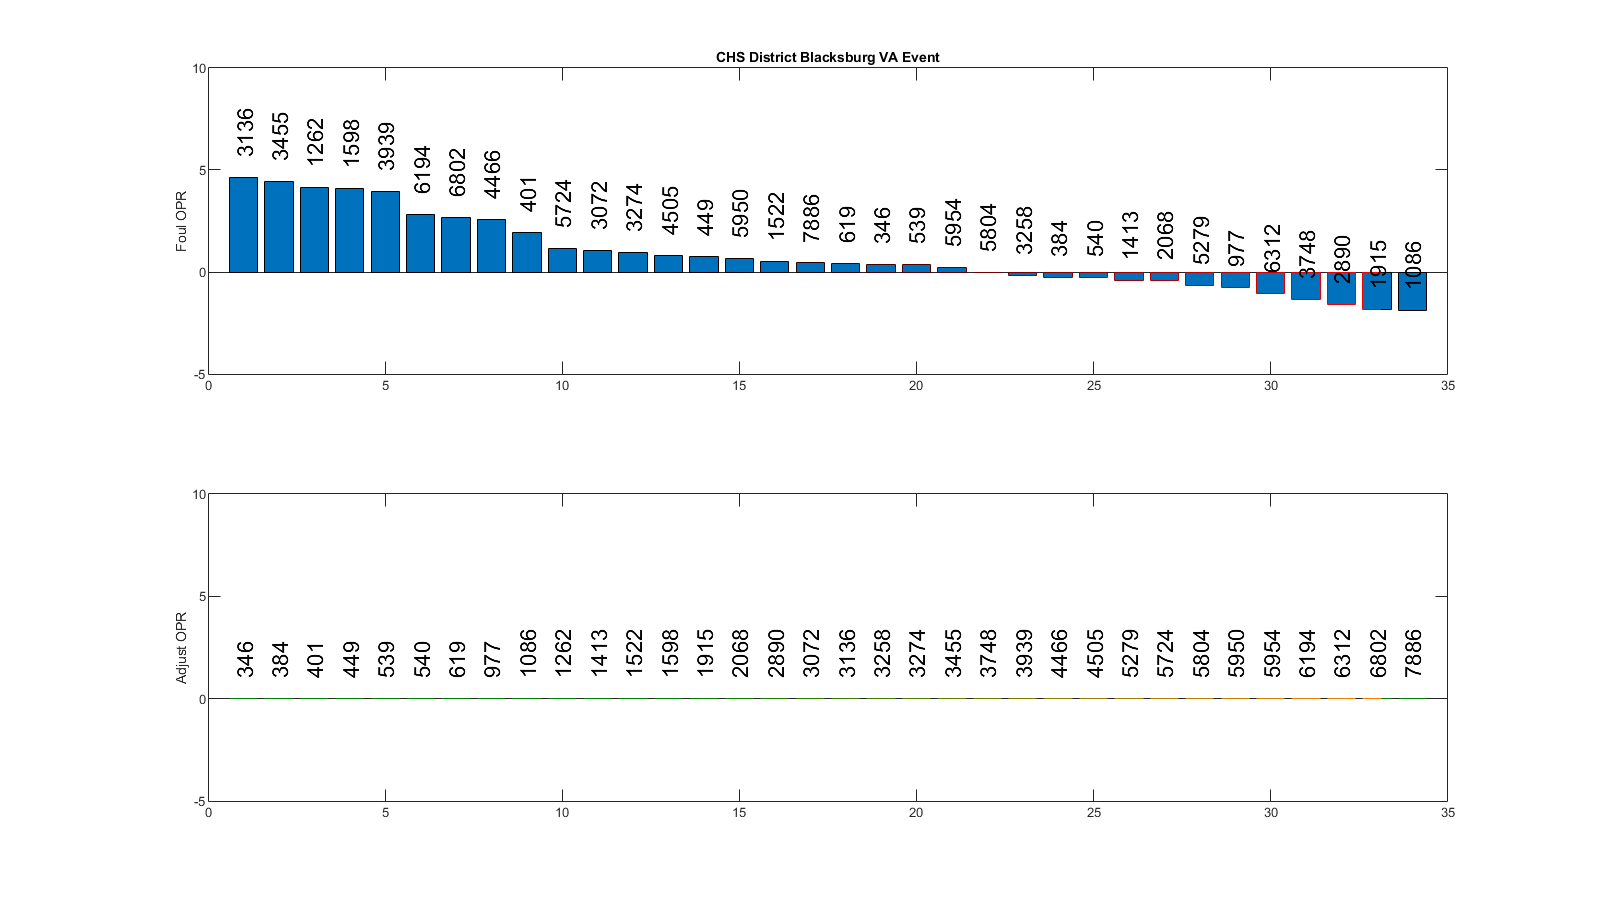 CHS District Blacksburg VA Event
10
5
0
-5
Foul OPR
3136 3455 1262 1598 3939 6194 6802 4466 401 5724 3072 3274 4505 449 5950 1522 7886 619 346 539 5954 5804 3258 384 540 1413 2068 5279 977 6312 3748 2890 1915 1086
0 5 10 15 20 25 30 35
10
5
0
-5
Adjust OPR
346 384 401 449 539 540 619 977 1086 1262 1413 1522 1598 1915 2068 2890 3072 3136 3258 3274 3455 3748 3939 4466 4505 5279 5724 5804 5950 5954 6194 6312 6802 7886
0 5 10 15 20 25 30 35